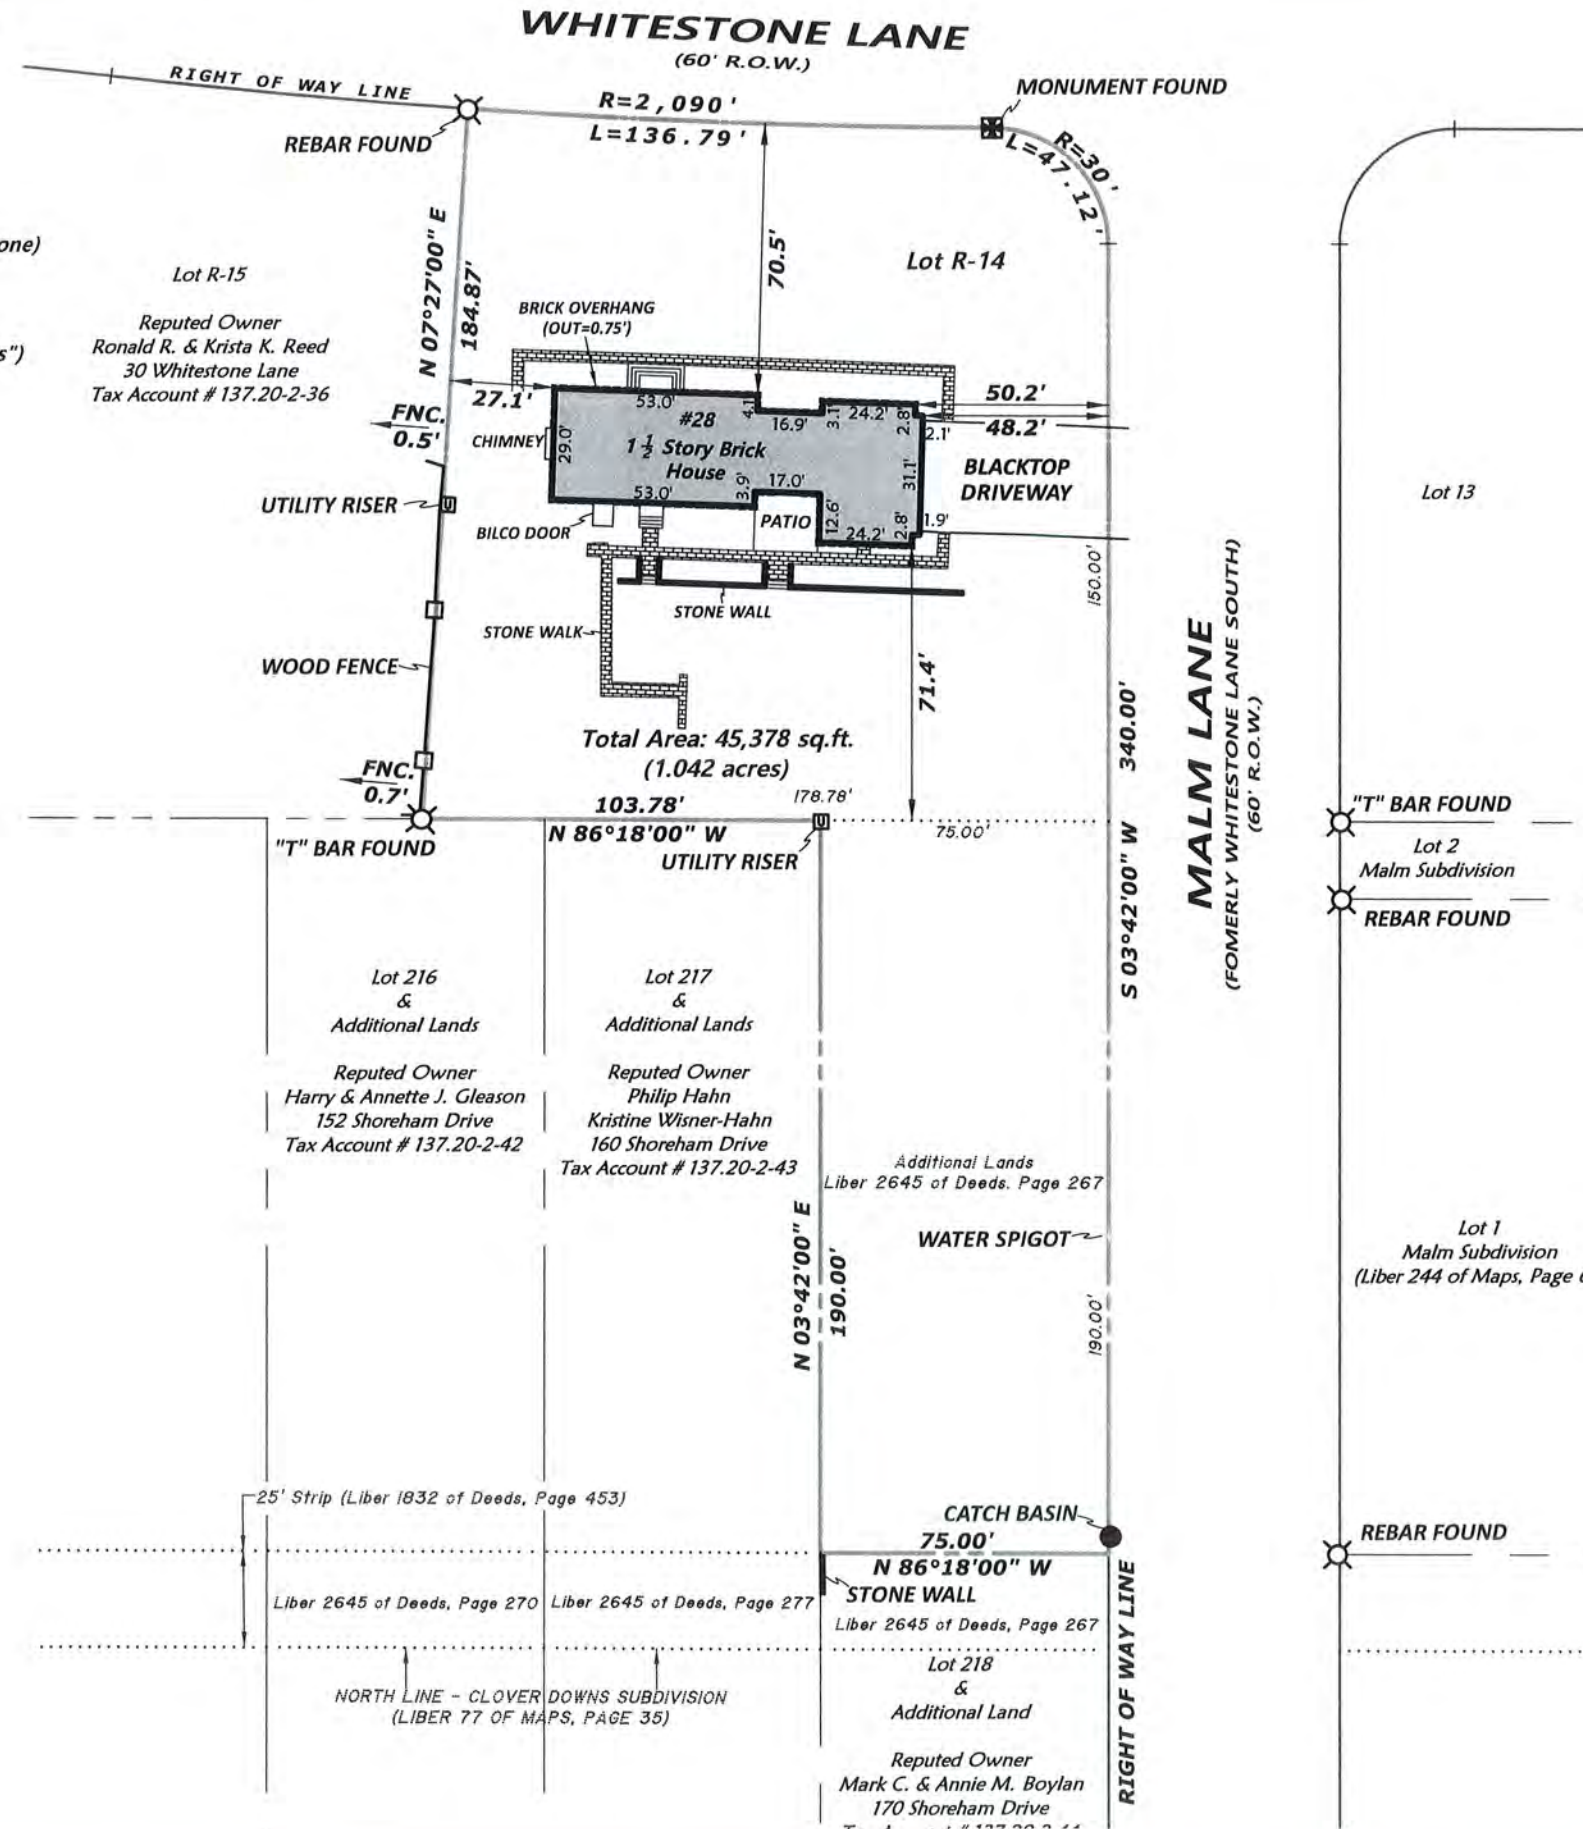 WHITESTONE LANE
(60' R.O.W.)
RIGHT OF WAY LINE
REBAR FOUND
R=2,090'
L=136.79'
MONUMENT FOUND
R=30'
L=47.12'
one)
s")
Lot R-15
Reputed Owner
Ronald R. & Krista K. Reed
30 Whitestone Lane
Tax Account # 137.20-2-36
N 07°27'00" E
184.87'
70.5'
Lot R-14
BRICK OVERHANG
(OUT=0.75')
27.1'
FNC.
0.5'
CHIMNEY
29.0'
53.0'
4.1'
16.9'
3.1'
24.2'
2.8'
2.1'
50.2'
48.2'
#28
1 1/2 Story Brick
House
31.1'
BLACKTOP
DRIVEWAY
53.0'
3.9'
17.0'
12.6'
24.2'
2.8'
1.9'
PATIO
UTILITY RISER
U
BILCO DOOR
STONE WALL
STONE WALK
WOOD FENCE
71.4'
150.00'
340.00'
S 03°42'00" W
MALM LANE
(FOMERLY WHITESTONE LANE SOUTH)
(60' R.O.W.)
Lot 13
Total Area: 45,378 sq.ft.
(1.042 acres)
FNC.
0.7'
103.78'
178.78'
N 86°18'00" W
75.00'
U
"T" BAR FOUND
UTILITY RISER
"T" BAR FOUND
Lot 2
Malm Subdivision
REBAR FOUND
Lot 216
&
Additional Lands
Reputed Owner
Harry & Annette J. Gleason
152 Shoreham Drive
Tax Account # 137.20-2-42
Lot 217
&
Additional Lands
Reputed Owner
Philip Hahn
Kristine Wisner-Hahn
160 Shoreham Drive
Tax Account # 137.20-2-43
Additional Lands
Liber 2645 of Deeds. Page 267
WATER SPIGOT
N 03°42'00" E
190.00'
190.00'
Lot 1
Malm Subdivision
(Liber 244 of Maps, Page
25' Strip (Liber 1832 of Deeds, Page 453)
CATCH BASIN
75.00'
N 86°18'00" W
STONE WALL
REBAR FOUND
Liber 2645 of Deeds, Page 270
Liber 2645 of Deeds, Page 277
Liber 2645 of Deeds, Page 267
RIGHT OF WAY LINE
NORTH LINE - CLOVER DOWNS SUBDIVISION
(LIBER 77 OF MAPS, PAGE 35)
Lot 218
&
Additional Land
Reputed Owner
Mark C. & Annie M. Boylan
170 Shoreham Drive